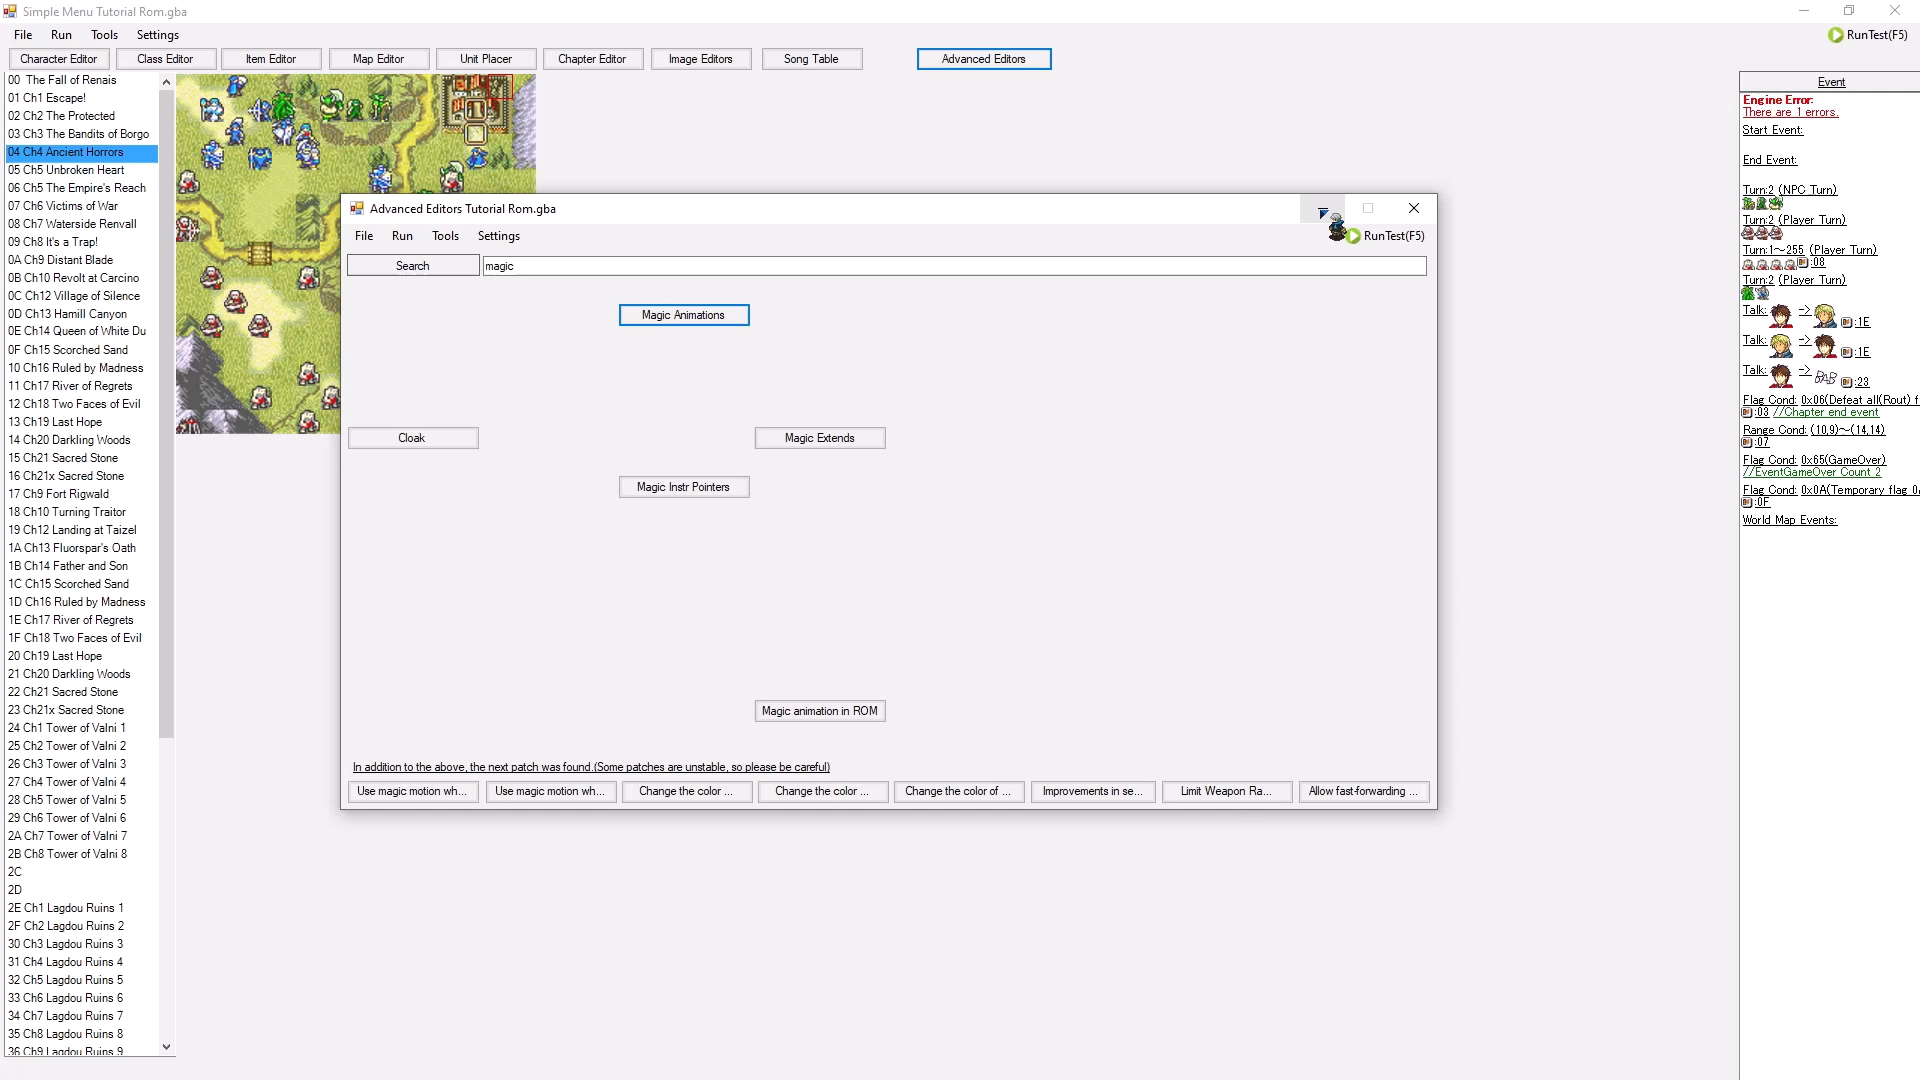 Simple Menu Tutorial Rom.gba
File Run Tools Settings
RunTest(F5)
Character Editor Class Editor Item Editor Map Editor Unit Placer Chapter Editor Image Editors Song Table Advanced Editors
00 The Fall of Renais
01 Ch1 Escape!
02 Ch2 The Protected
03 Ch3 The Bandits of Borgo
04 Ch4 Ancient Horrors
05 Ch5 Unbroken Heart
06 Ch5 The Empire's Reach
07 Ch6 Victims of War
08 Ch7 Waterside Renvall
09 Ch8 It's a Trap!
0A Ch9 Distant Blade
0B Ch10 Revolt at Carcino
0C Ch12 Village of Silence
0D Ch13 Hamill Canyon
0E Ch14 Queen of White Du
0F Ch15 Scorched Sand
10 Ch16 Ruled by Madness
11 Ch17 River of Regrets
12 Ch18 Two Faces of Evil
13 Ch19 Last Hope
14 Ch20 Darkling Woods
15 Ch21 Sacred Stone
16 Ch21x Sacred Stone
17 Ch9 Fort Rigwald
18 Ch10 Turning Traitor
19 Ch12 Landing at Taizel
1A Ch13 Fluorspar's Oath
1B Ch14 Father and Son
1C Ch15 Scorched Sand
1D Ch16 Ruled by Madness
1E Ch17 River of Regrets
1F Ch18 Two Faces of Evil
20 Ch19 Last Hope
21 Ch20 Darkling Woods
22 Ch21 Sacred Stone
23 Ch21x Sacred Stone
24 Ch1 Tower of Valni 1
25 Ch2 Tower of Valni 2
26 Ch3 Tower of Valni 3
27 Ch4 Tower of Valni 4
28 Ch5 Tower of Valni 5
29 Ch6 Tower of Valni 6
2A Ch7 Tower of Valni 7
2B Ch8 Tower of Valni 8
2C
2D
2E Ch1 Lagdou Ruins 1
2F Ch2 Lagdou Ruins 2
30 Ch3 Lagdou Ruins 3
31 Ch4 Lagdou Ruins 4
32 Ch5 Lagdou Ruins 5
33 Ch6 Lagdou Ruins 6
34 Ch7 Lagdou Ruins 7
35 Ch8 Lagdou Ruins 8
36 Ch9 Lagdou Ruins 9
Advanced Editors Tutorial Rom.gba
File Run Tools Settings
RunTest(F5)
Search magic
Magic Animations
Cloak Magic Extends
Magic Instr Pointers
Magic animation in ROM
In addition to the above, the next patch was found.(Some patches are unstable, so please be careful)
Use magic motion wh... Use magic motion wh... Change the color ... Change the color ... Change the color of ... Improvements in se... Limit Weapon Ra... Allow fast-forwarding ...
Event
Engine Error:
There are 1 errors.
Start Event:
End Event:
Turn:2 (NPC Turn)
Turn:2 (Player Turn)
Turn:1～255 (Player Turn)
:08
Turn:2 (Player Turn)
Talk: -> :1E
Talk: -> :1E
Talk: -> BAB :23
Flag Cond: 0x06(Defeat all(Rout) f
:03 //Chapter end event
Range Cond: (10,9)～(14,14)
:07
Flag Cond: 0x65(GameOver)
//EventGameOver Count 2
Flag Cond: 0x0A(Temporary flag 0
:0F
World Map Events: